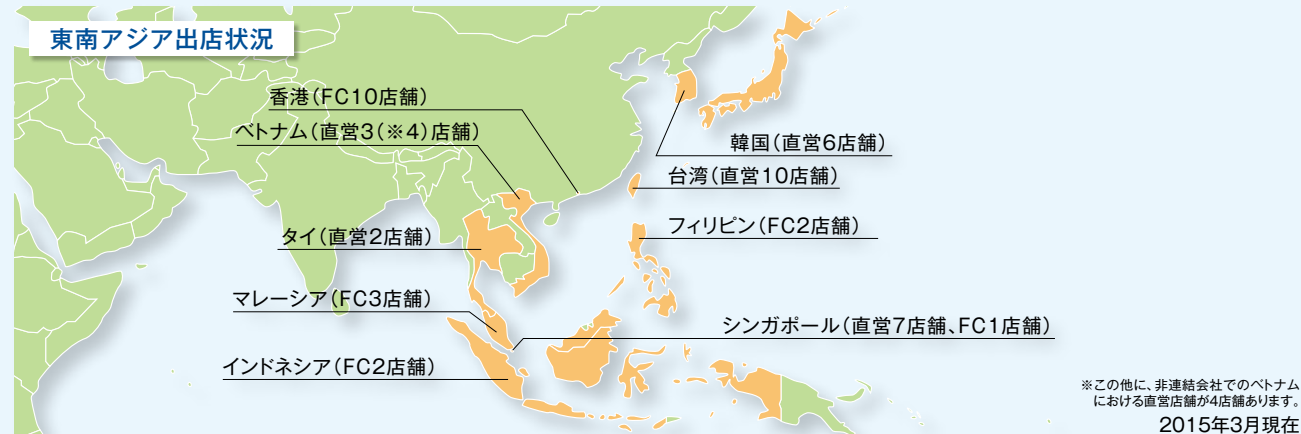 東南アジア出店状況
香港(FC10店舗)
ベトナム(直営3(※4)店舗)
韓国(直営6店舗)
台湾(直営10店舗)
タイ(直営2店舗)
フィリピン(FC2店舗)
マレーシア(FC3店舗)
シンガポール(直営7店舗、FC1店舗)
インドネシア(FC2店舗)
※この他に、非連結会社でのベトナム
における直営店舗が4店舗あります。
2015年3月現在